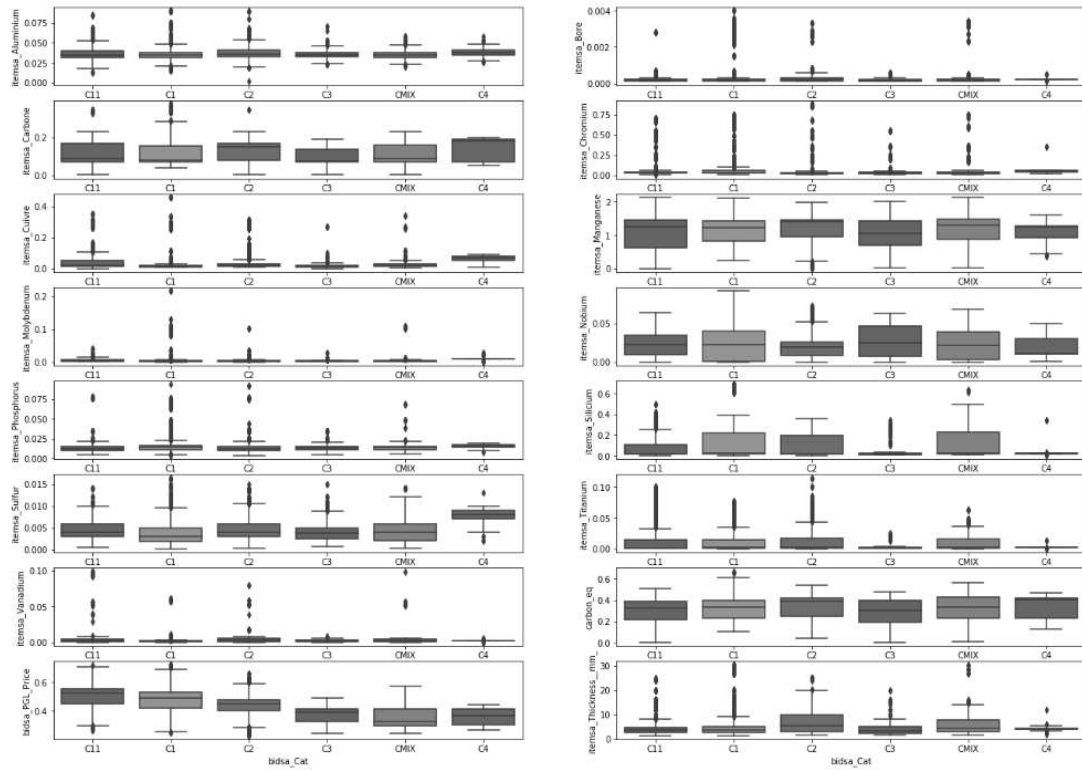 itemsa_Aluminium
0.075
0.050
0.025
0.000
C11 C1 C2 C3 CMIX C4
itemsa_Carbone
0.2
0.0
C11 C1 C2 C3 CMIX C4
itemsa_Cuivre
0.4
0.2
0.0
C11 C1 C2 C3 CMIX C4
itemsa_Molybdenum
0.2
0.1
0.0
C11 C1 C2 C3 CMIX C4
itemsa_Phosphorus
0.075
0.050
0.025
0.000
C11 C1 C2 C3 CMIX C4
itemsa_Sulfur
0.015
0.010
0.005
0.000
C11 C1 C2 C3 CMIX C4
itemsa_Vanadium
0.10
0.05
0.00
C11 C1 C2 C3 CMIX C4
bidsa_PGL_Price
0.6
0.4
C11 C1 C2 C3 CMIX C4
bidsa_Cat
itemsa_Bore
0.004
0.002
0.000
C11 C1 C2 C3 CMIX C4
itemsa_Chromium
0.75
0.50
0.25
0.00
C11 C1 C2 C3 CMIX C4
itemsa_Manganese
2
1
0
C11 C1 C2 C3 CMIX C4
itemsa_Nobium
0.05
0.00
C11 C1 C2 C3 CMIX C4
itemsa_Silicium
0.6
0.4
0.2
0.0
C11 C1 C2 C3 CMIX C4
itemsa_Titanium
0.10
0.05
0.00
C11 C1 C2 C3 CMIX C4
carbon_eq
0.6
0.4
0.2
0.0
C11 C1 C2 C3 CMIX C4
itemsa_Thickness__mm_
30
20
10
0
C11 C1 C2 C3 CMIX C4
bidsa_Cat